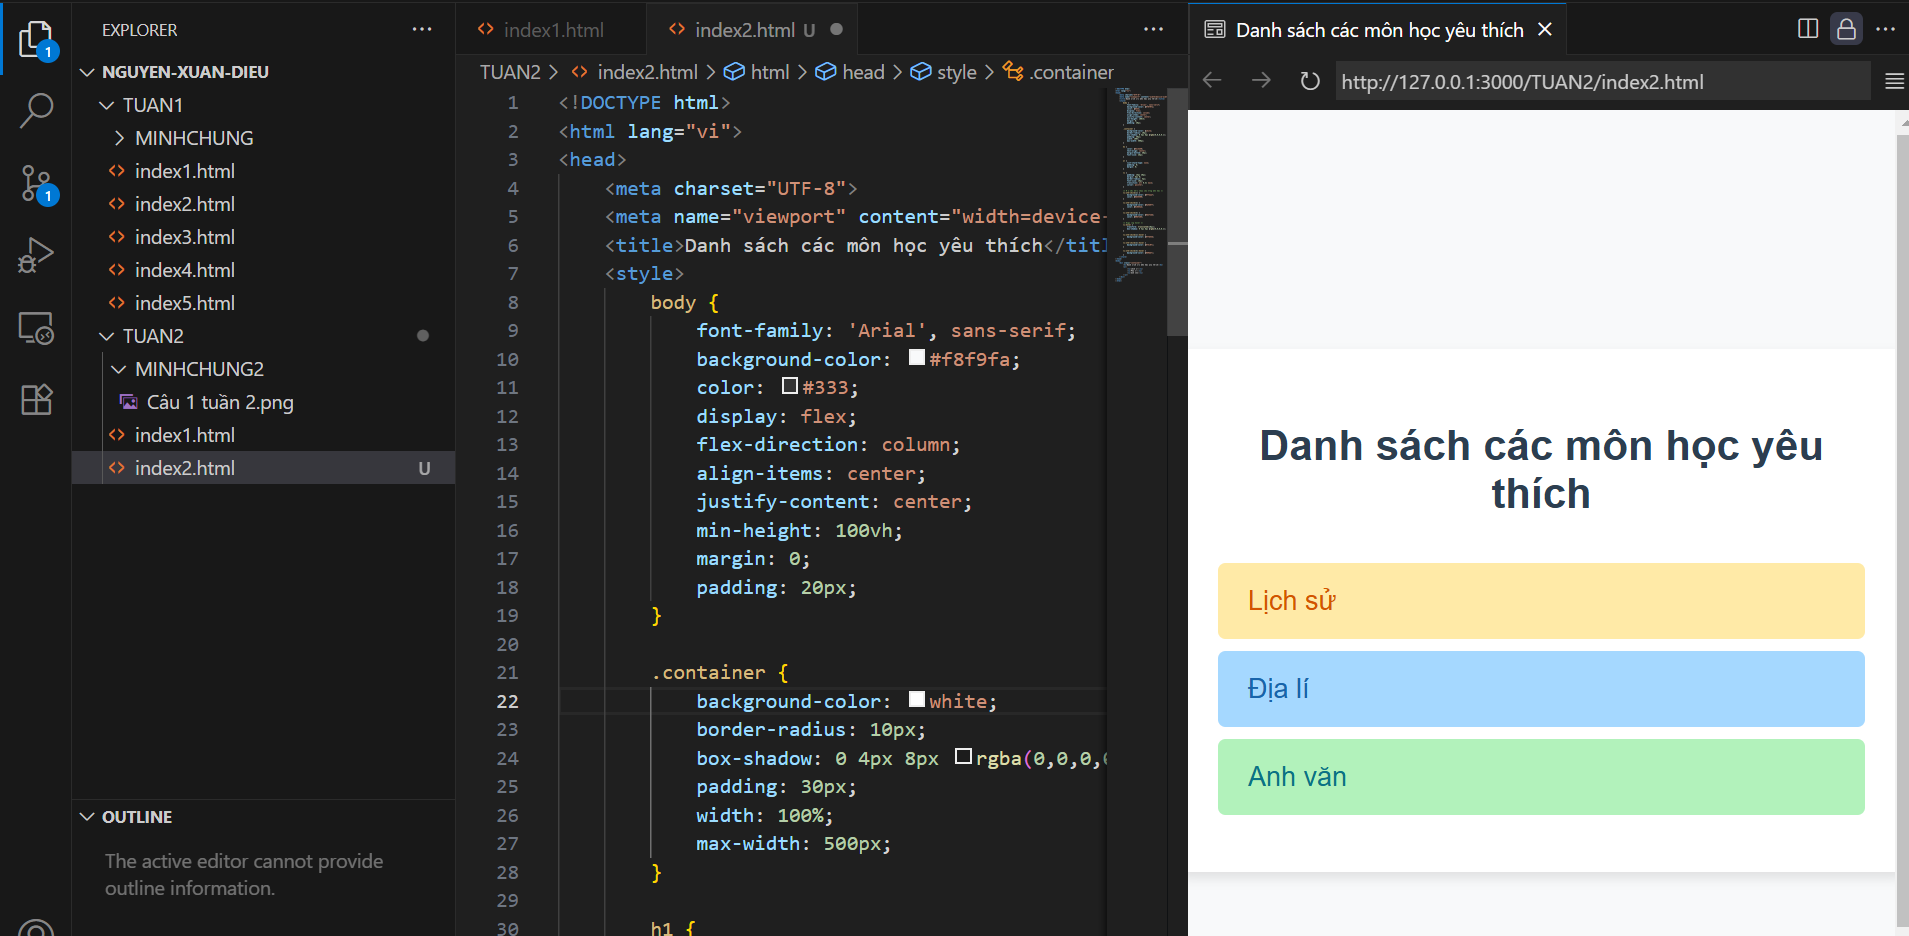 EXPLORER
NGUYEN-XUAN-DIEU
TUAN1
MINHCHUNG
index1.html
index2.html
index3.html
index4.html
index5.html
TUAN2
MINHCHUNG2
Câu 1 tuần 2.png
index1.html
index2.html U
OUTLINE
The active editor cannot provide
outline information.
1
1
index1.html
index2.html U
TUAN2 > index2.html > html > head > style > .container
1 <!DOCTYPE html>
2 <html lang="vi">
3 <head>
4 <meta charset="UTF-8">
5 <meta name="viewport" content="width=device-
6 <title>Danh sách các môn học yêu thích</titl
7 <style>
8 body {
9 font-family: 'Arial', sans-serif;
10 background-color: #f8f9fa;
11 color: #333;
12 display: flex;
13 flex-direction: column;
14 align-items: center;
15 justify-content: center;
16 min-height: 100vh;
17 margin: 0;
18 padding: 20px;
19 }
20
21 .container {
22 background-color: white;
23 border-radius: 10px;
24 box-shadow: 0 4px 8px rgba(0,0,0,
25 padding: 30px;
26 width: 100%;
27 max-width: 500px;
28 }
29
30 h1 {
Danh sách các môn học yêu thích
http://127.0.0.1:3000/TUAN2/index2.html
Danh sách các môn học yêu
thích
Lịch sử
Địa lí
Anh văn